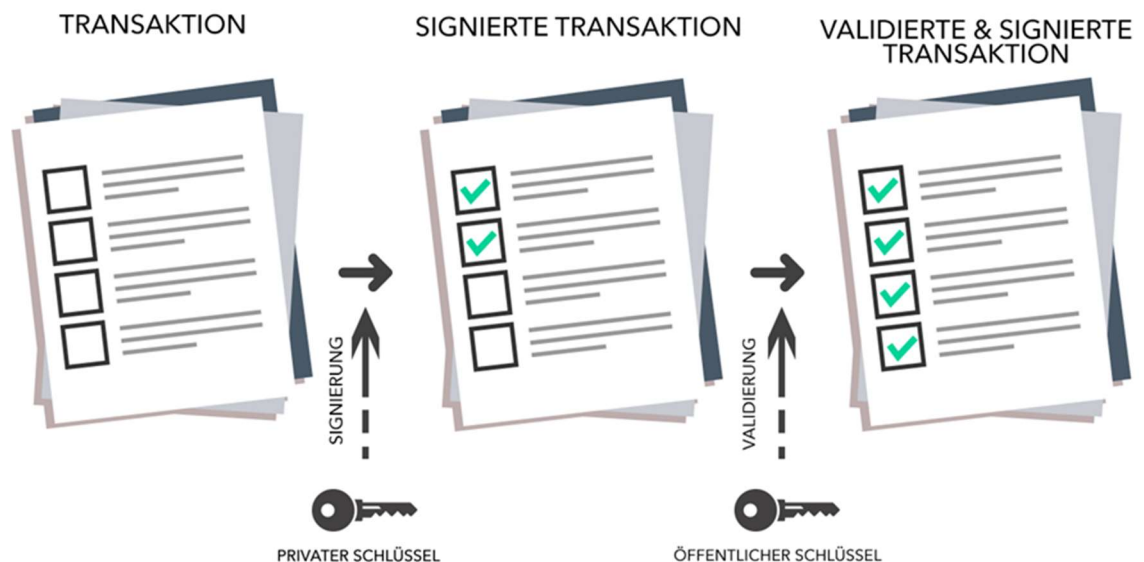 TRANSAKTION
SIGNIERTE TRANSAKTION
VALIDIERTE & SIGNIERTE
TRANSAKTION
SIGNIERUNG
VALIDIERUNG
PRIVATER SCHLÜSSEL
ÖFFENTLICHER SCHLÜSSEL